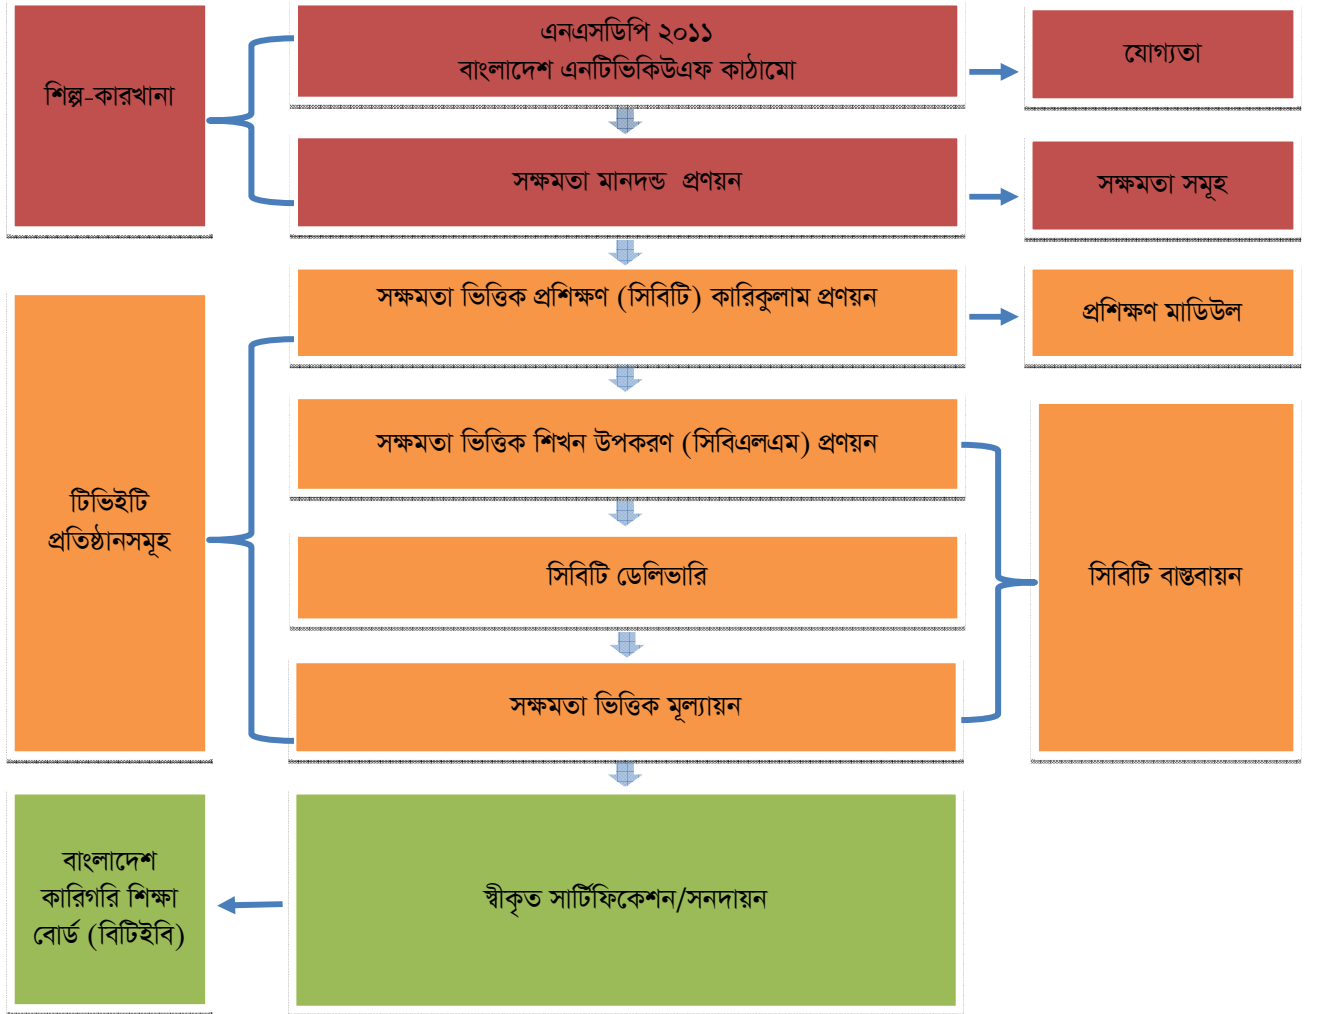 শিল্প-কারখানা
এনএসডিপি ২০১১
বাংলাদেশ এনটিভিকিউএফ কাঠামো
যোগ্যতা
সক্ষমতা মানদন্ড প্রণয়ন
সক্ষমতা সমূহ
সক্ষমতা ভিত্তিক প্রশিক্ষণ (সিবিটি) কারিকুলাম প্রণয়ন
প্রশিক্ষণ মাডিউল
টিভিইটি
প্রতিষ্ঠানসমূহ
সক্ষমতা ভিত্তিক শিখন উপকরণ (সিবিএলএম) প্রণয়ন
সিবিটি ডেলিভারি
সক্ষমতা ভিত্তিক মূল্যায়ন
সিবিটি বাস্তবায়ন
বাংলাদেশ
কারিগরি শিক্ষা
বোর্ড (বিটিইবি)
স্বীকৃত সার্টিফিকেশন/সনদায়ন